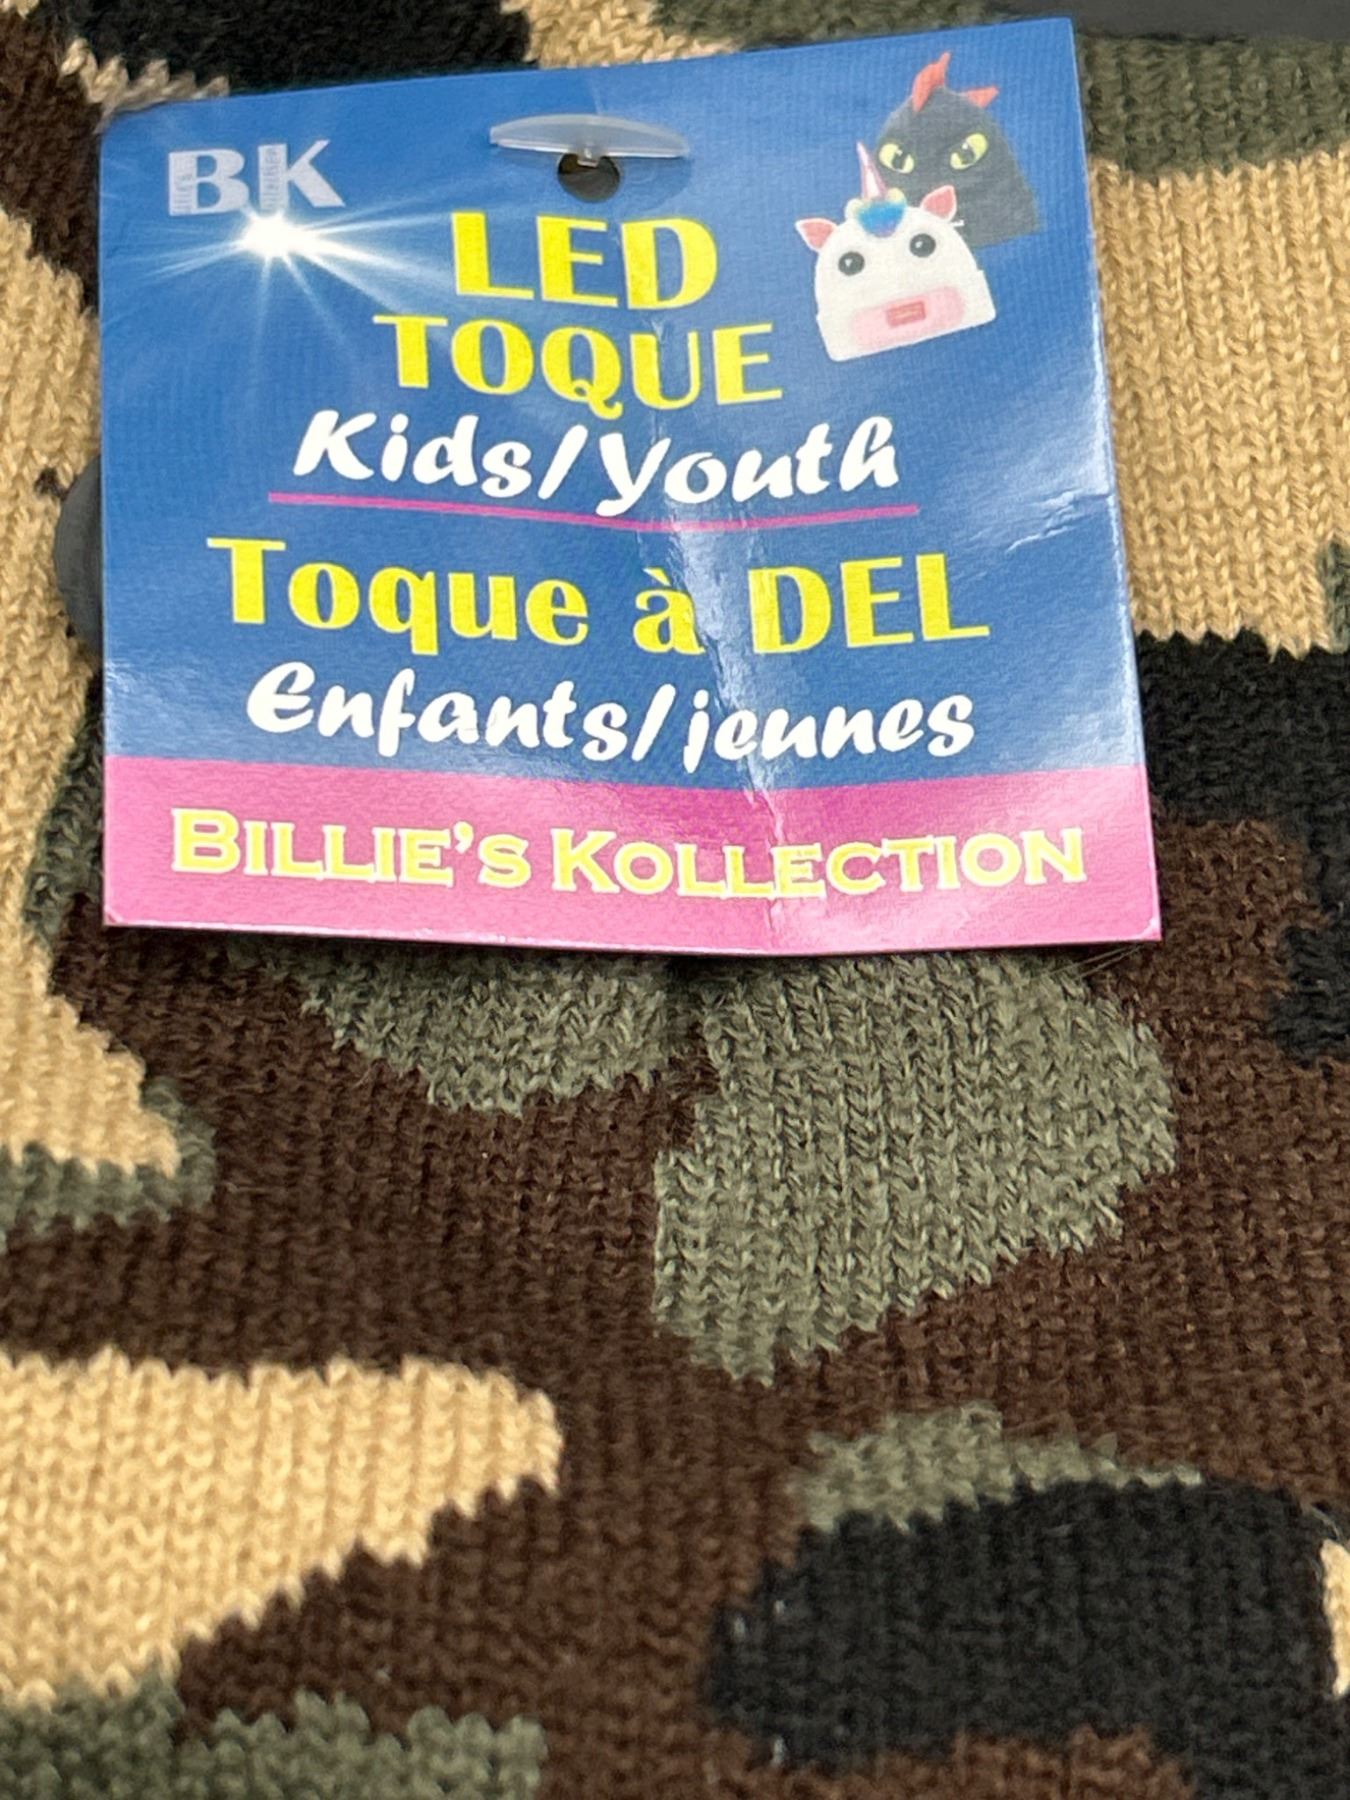 BK
LED
TOQUE
Kids/Youth
Toque à DEL
Enfants/jeunes
BILLIE'S KOLLECTION